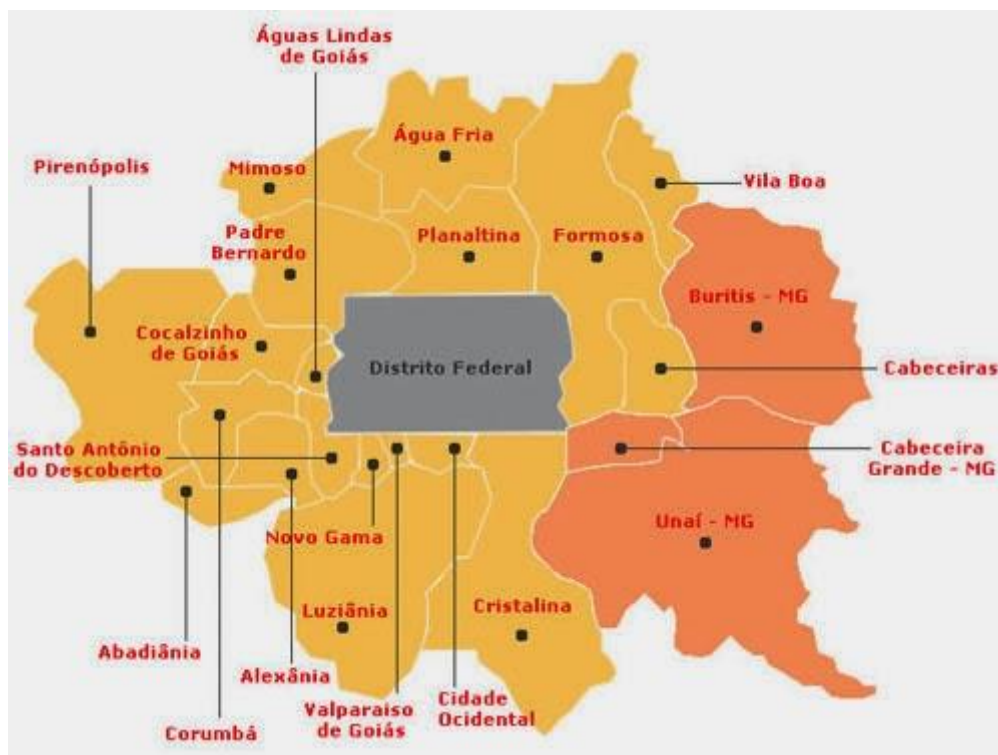 Águas Lindas
de Goiás
Água Fria
Pirenópolis
Mimoso
Vila Boa
Padre
Bernardo
Planaltina
Formosa
Buritis - MG
Cocalzinho
de Goiás
Distrito Federal
Cabeceiras
Santo Antônio
do Descoberto
Cabeceira
Grande - MG
Unaí - MG
Novo Gama
Luziânia
Cristalina
Abadiânia
Alexânia
Valparaiso
de Goiás
Cidade
Ocidental
Corumbá